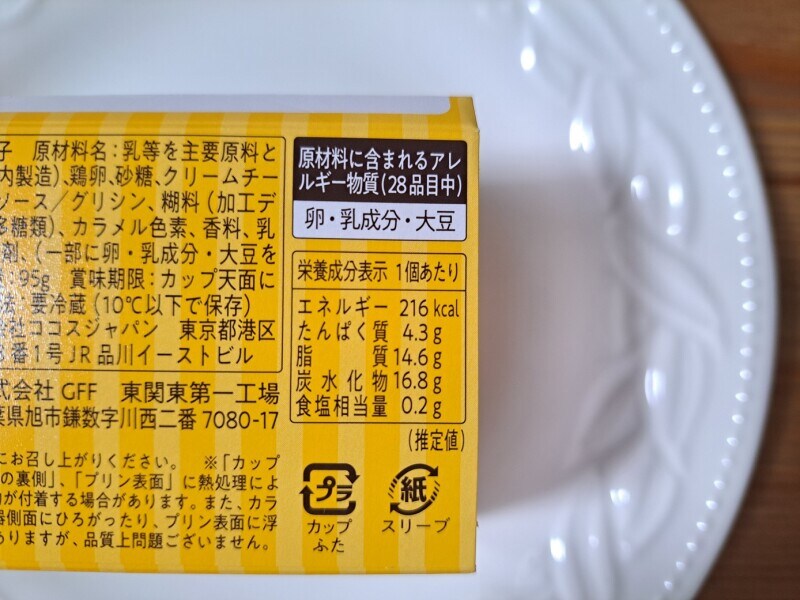 子 原材料名:乳等を主要原料と
内製造)、鶏卵、砂糖、クリームチー
ソース/グリシン、糊料(加工デ
多糖類)、カラメル色素、香料、乳
剤、(一部に卵・乳成分・大豆を
95g 賞味期限:カップ天面に
法:要冷蔵(10℃以下で保存)
会社ココスジャパン 東京都港区
8番1号JR品川イーストビル
式会社GFF 東関東第一工場
葉県旭市鎌数字川西二番7080-17
にお召し上がりください。 ※「カップ
の裏側」、「プリン表面」に熱処理によ
が付着する場合があります。また、カラ
器側面にひろがったり、プリン表面に浮
ありますが、品質上問題ございません。
原材料に含まれるアレ
ルギー物質(28品目中)
卵・乳成分・大豆
栄養成分表示 1個あたり
エネルギー 216 kcal
たんぱく質 4.3 g
脂質 14.6 g
炭水化物 16.8 g
食塩相当量 0.2 g
(推定値)
プラ
カップ
ふた
紙
スリーブ